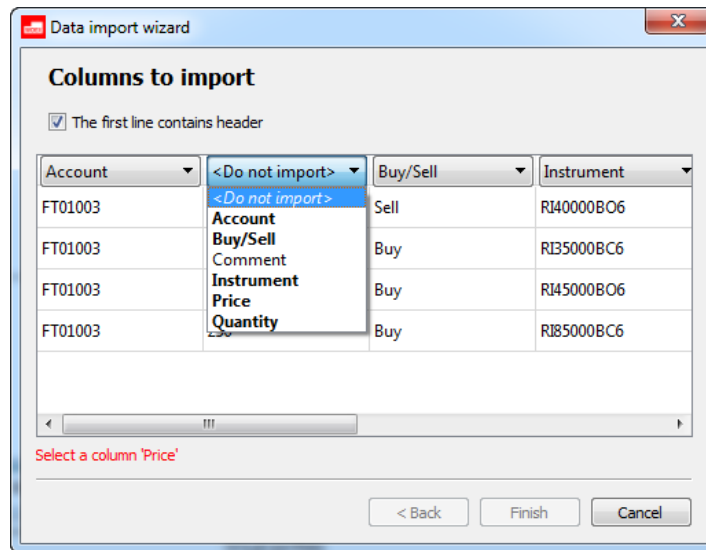 Data import wizard
Columns to import
The first line contains header
Account <Do not import> Buy/Sell Instrument
<Do not import>
Account
Buy/Sell
Comment
Instrument
Price
Quantity
FT01003 Sell RI40000BO6
FT01003 Buy RI35000BC6
FT01003 Buy RI45000BO6
FT01003 Buy RI85000BC6
Select a column 'Price'
< Back Finish Cancel